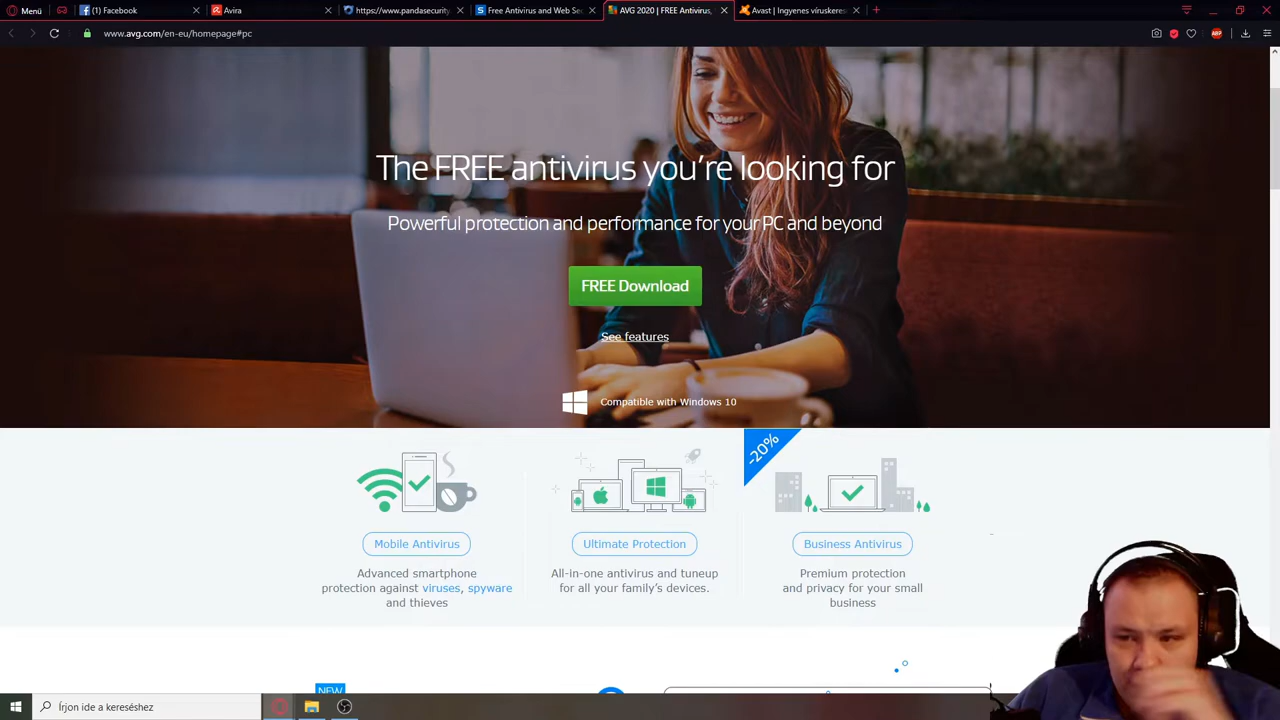 Menü
(1) Facebook
Avira
https://www.pandasecurity
Free Antivirus and Web Sec
AVG 2020 | FREE Antivirus,
Avast | Ingyenes víruskeres
www.avg.com/en-eu/homepage#pc
ABP
The FREE antivirus you're looking for
Powerful protection and performance for your PC and beyond
FREE Download
See features
Compatible with Windows 10
-20%
Mobile Antivirus
Advanced smartphone
protection against viruses, spyware
and thieves
Ultimate Protection
All-in-one antivirus and tuneup
for all your family's devices.
Business Antivirus
Premium protection
and privacy for your small
business
NEW
Írjon ide a kereséshez